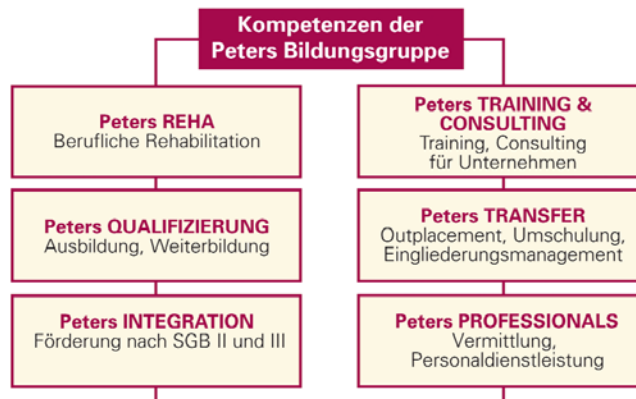 Kompetenzen der
Peters Bildungsgruppe
Peters REHA
Berufliche Rehabilitation
Peters QUALIFIZIERUNG
Ausbildung, Weiterbildung
Peters INTEGRATION
Förderung nach SGB II und III
Peters TRAINING &
CONSULTING
Training, Consulting
für Unternehmen
Peters TRANSFER
Outplacement, Umschulung,
Eingliederungsmanagement
Peters PROFESSIONALS
Vermittlung,
Personaldienstleistung